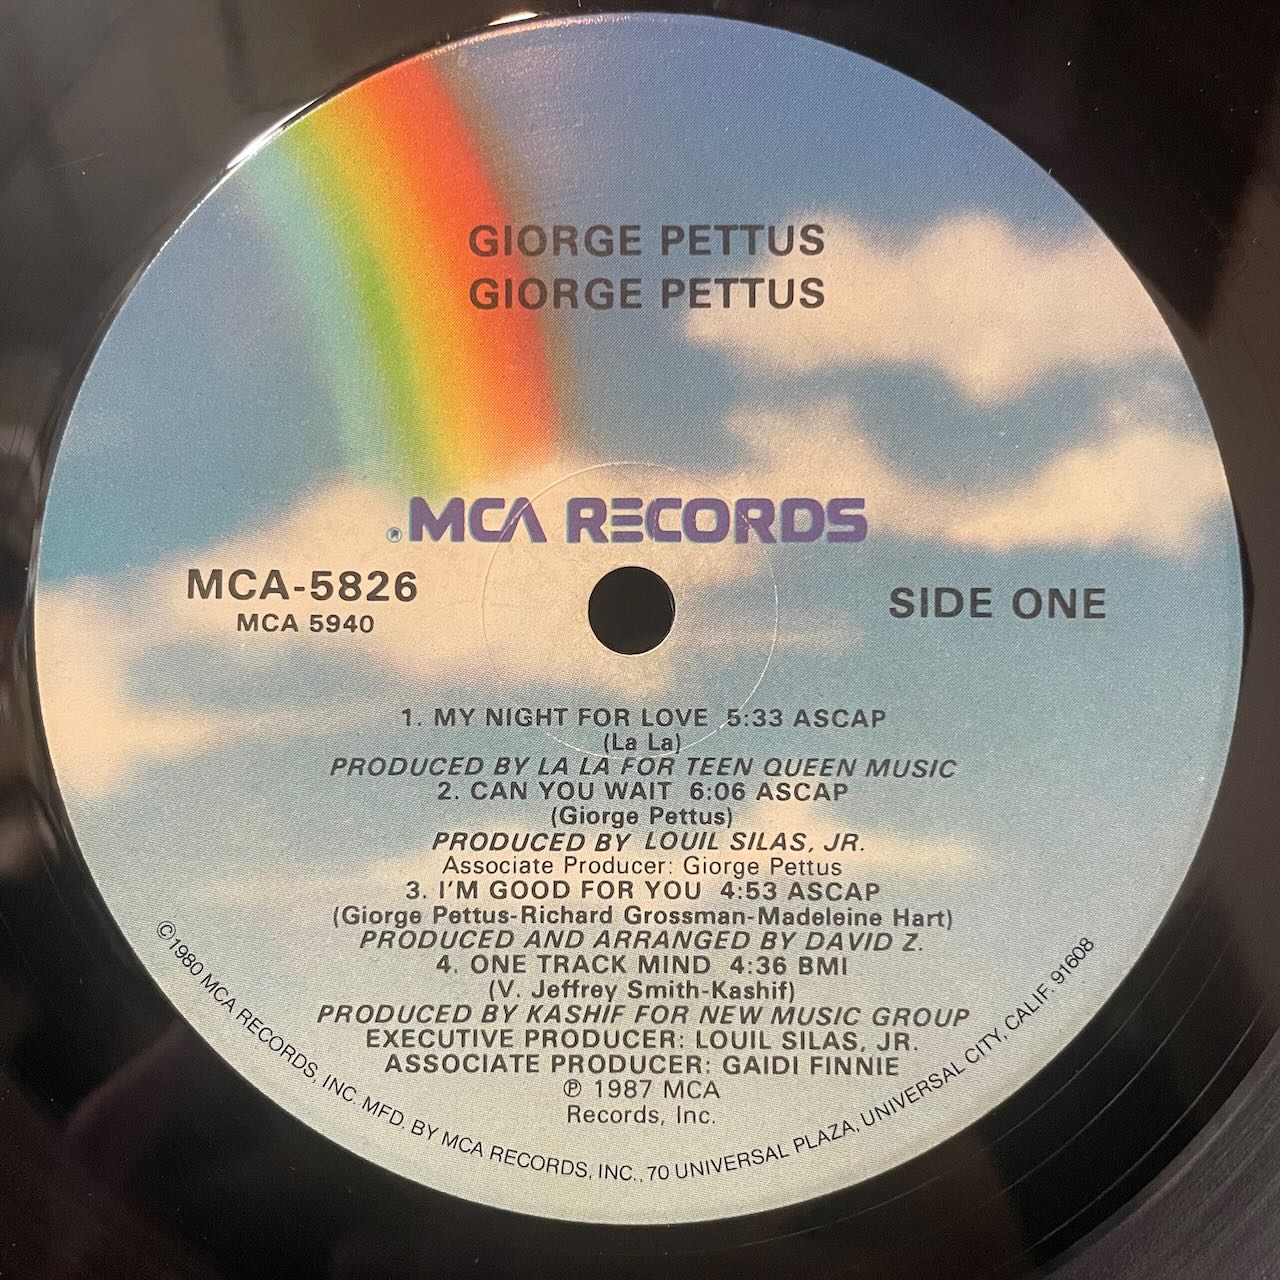 GIORGE PETTUS
GIORGE PETTUS
® MCA RECORDS
MCA-5826
MCA 5940
SIDE ONE
1. MY NIGHT FOR LOVE 5:33 ASCAP
(La La)
PRODUCED BY LA LA FOR TEEN QUEEN MUSIC
2. CAN YOU WAIT 6:06 ASCAP
(Giorge Pettus)
PRODUCED BY LOUIL SILAS, JR.
Associate Producer: Giorge Pettus
3. I'M GOOD FOR YOU 4:53 ASCAP
(Giorge Pettus-Richard Grossman-Madeleine Hart)
PRODUCED AND ARRANGED BY DAVID Z.
4. ONE TRACK MIND 4:36 BMI
(V. Jeffrey Smith-Kashif)
PRODUCED BY KASHIF FOR NEW MUSIC GROUP
EXECUTIVE PRODUCER: LOUIL SILAS, JR.
ASSOCIATE PRODUCER: GAIDI FINNIE
℗ 1987 MCA
Records, Inc.
©1980 MCA RECORDS, INC. MFD. BY MCA RECORDS, INC., 70 UNIVERSAL PLAZA, UNIVERSAL CITY, CALIF. 91608